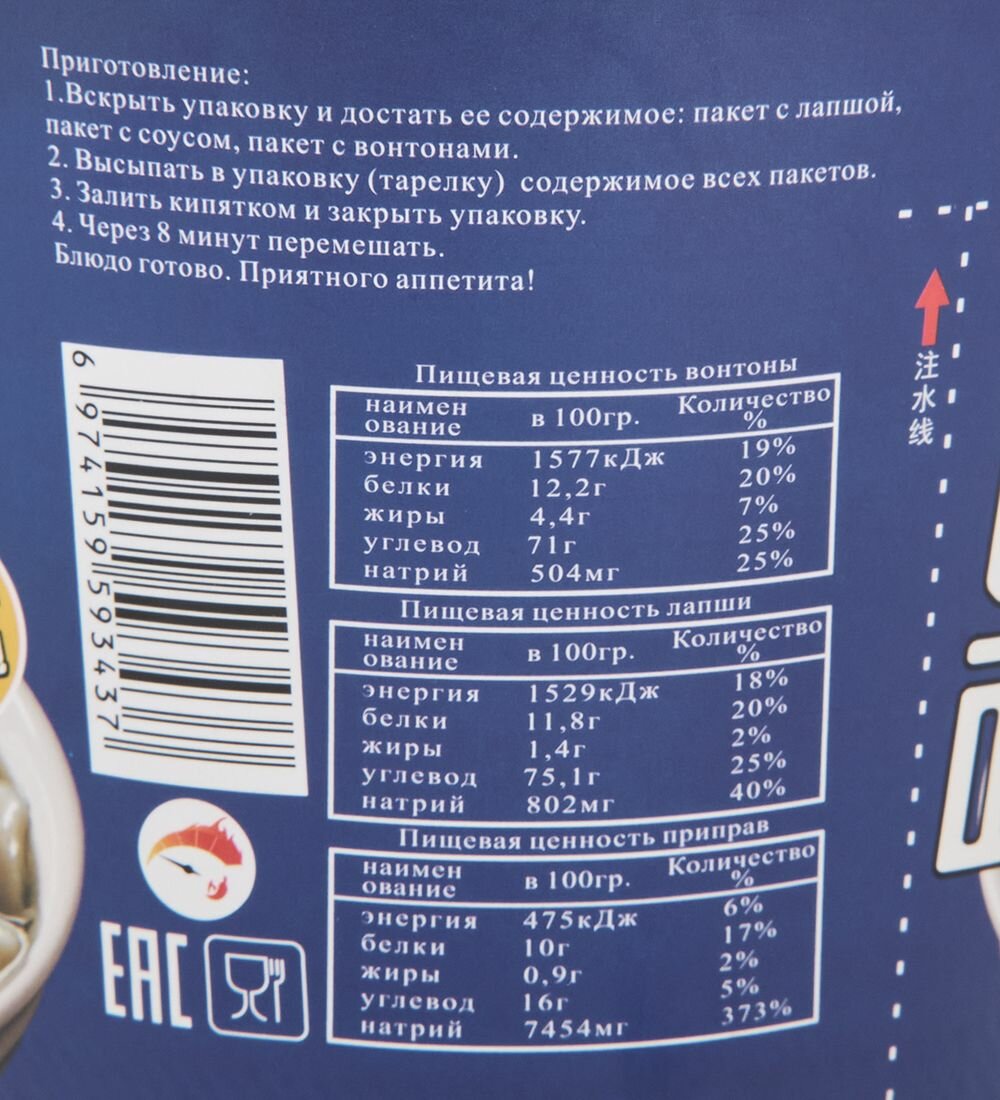 Приготовление:
1.Вскрыть упаковку и достать ее содержимое: пакет с лапшой,
пакет с соусом, пакет с вонтонами.
2. Высыпать в упаковку (тарелку) содержимое всех пакетов.
3. Залить кипятком и закрыть упаковку.
4. Через 8 минут перемешать.
Блюдо готово. Приятного аппетита!
6 974159 593437
注水线
Пищевая ценность вонтоны
наимен
ование в 100гр. Количество %
энергия 1577кДж 19%
белки 12,2г 20%
жиры 4,4г 7%
углевод 71г 25%
натрий 504мг 25%
Пищевая ценность лапши
наимен
ование в 100гр. Количество %
энергия 1529кДж 18%
белки 11,8г 20%
жиры 1,4г 2%
углевод 75,1г 25%
натрий 802мг 40%
Пищевая ценность приправ
наимен
ование в 100гр. Количество %
энергия 475кДж 6%
белки 10г 17%
жиры 0,9г 2%
углевод 16г 5%
натрий 7454мг 373%
EAC